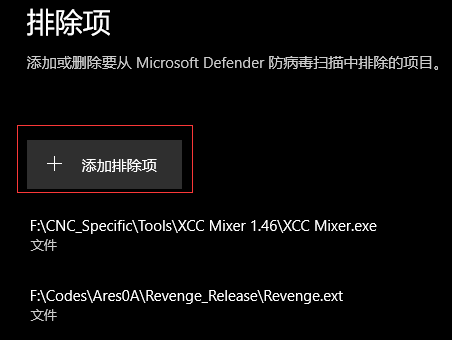 排除项
添加或删除要从 Microsoft Defender 防病毒扫描中排除的项目。
添加排除项
F:\CNC_Specific\Tools\XCC Mixer 1.46\XCC Mixer.exe
文件
F:\Codes\Ares0A\Revenge_Release\Revenge.ext
文件